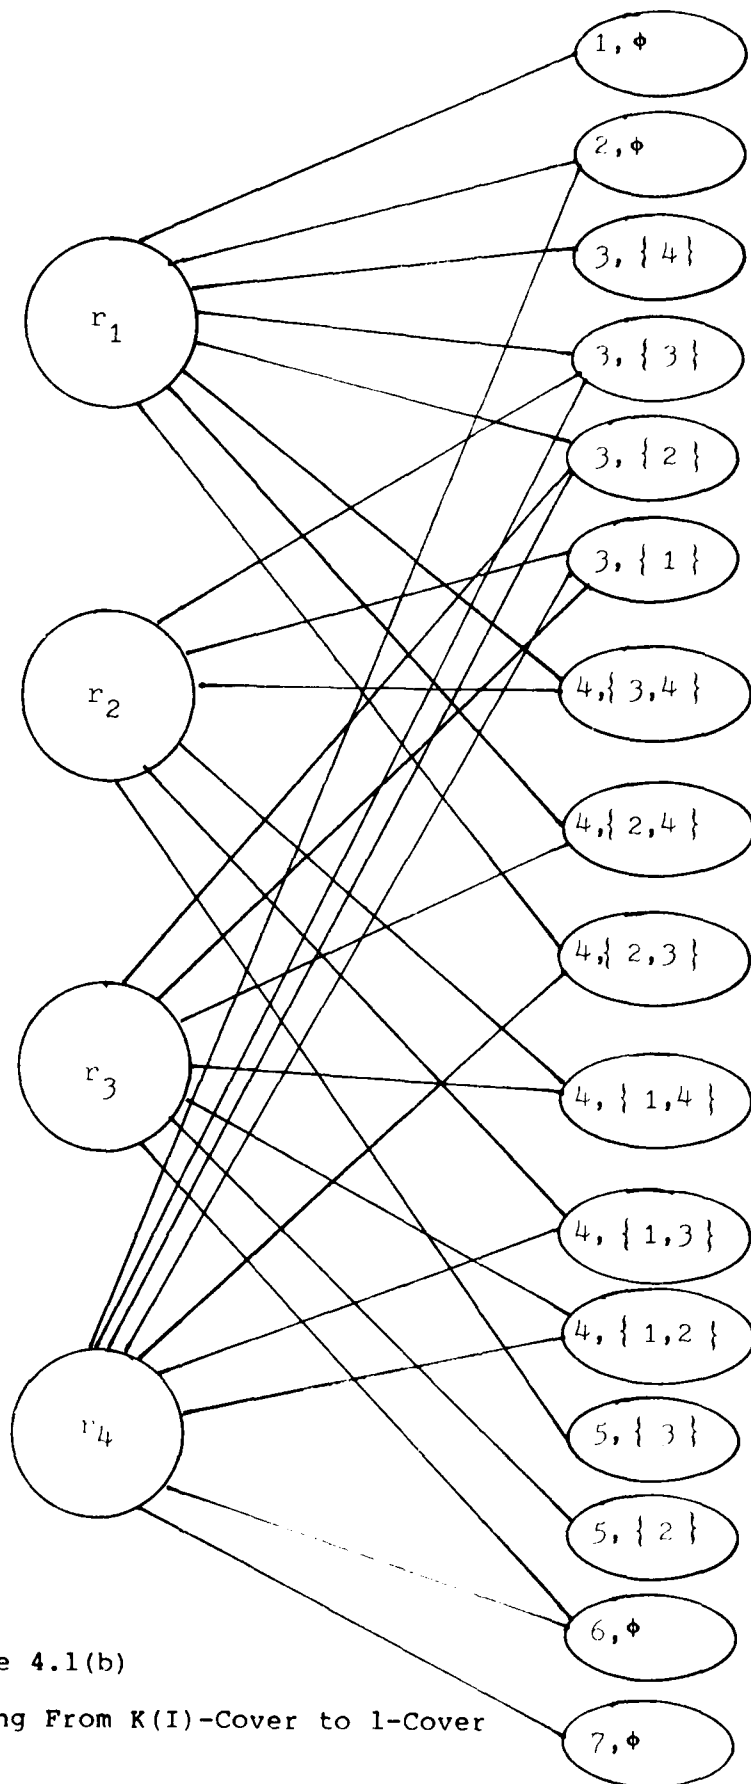 1, ϕ
2, ϕ
3, { 4 }
r1
3, { 3 }
3, { 2 }
3, { 1 }
4,{ 3,4 }
r2
4,{ 2,4 }
4,{ 2,3 }
r3
4, { 1,4 }
4, { 1,3 }
4, { 1,2 }
r4
5, { 3 }
5, { 2 }
6, ϕ
e 4.1(b)
ng From K(I)-Cover to 1-Cover
7, ϕ